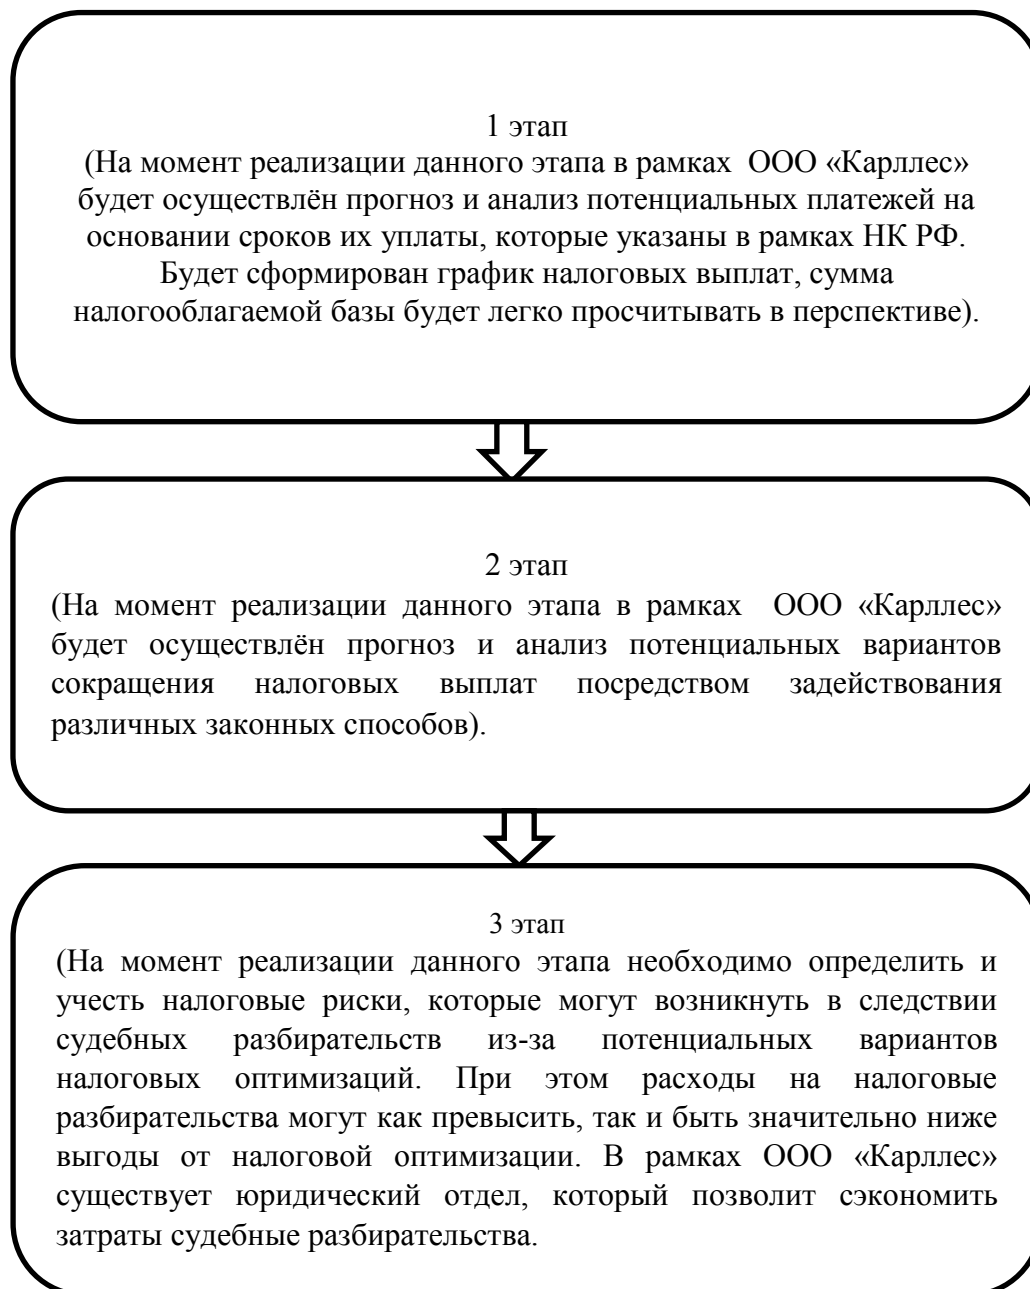 1 этап
(На момент реализации данного этапа в рамках ООО «Карллес»
будет осуществлён прогноз и анализ потенциальных платежей на
основании сроков их уплаты, которые указаны в рамках НК РФ.
Будет сформирован график налоговых выплат, сумма
налогооблагаемой базы будет легко просчитывать в перспективе).
2 этап
(На момент реализации данного этапа в рамках ООО «Карллес»
будет осуществлён прогноз и анализ потенциальных вариантов
сокращения налоговых выплат посредством задействования
различных законных способов).
3 этап
(На момент реализации данного этапа необходимо определить и
учесть налоговые риски, которые могут возникнуть в следствии
судебных разбирательств из-за потенциальных вариантов
налоговых оптимизаций. При этом расходы на налоговые
разбирательства могут как превысить, так и быть значительно ниже
выгоды от налоговой оптимизации. В рамках ООО «Карллес»
существует юридический отдел, который позволит сэкономить
затраты судебные разбирательства.